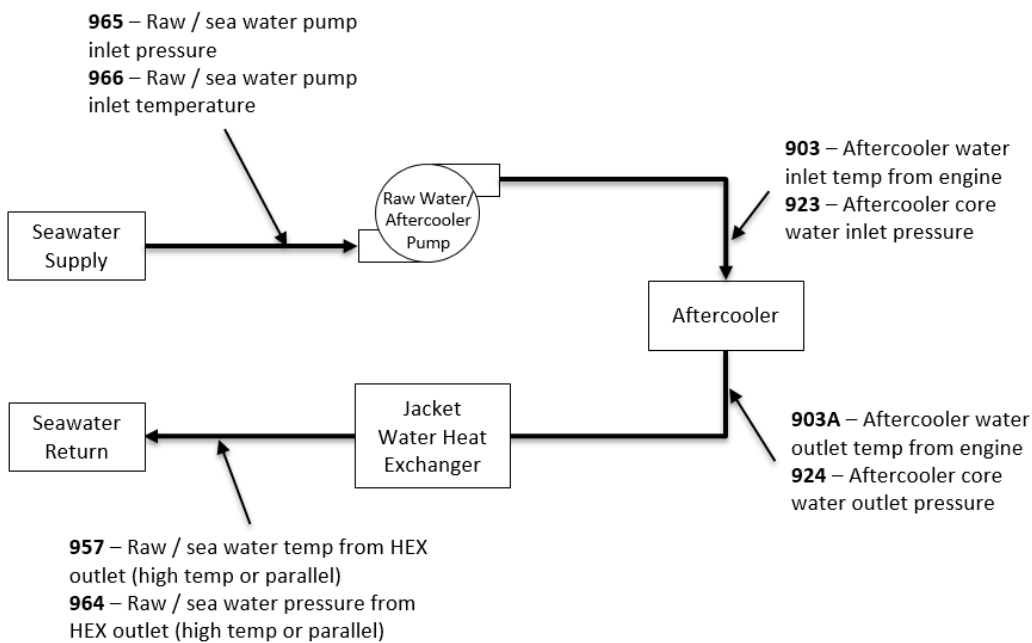 965 – Raw / sea water pump
inlet pressure
966 – Raw / sea water pump
inlet temperature
903 – Aftercooler water
inlet temp from engine
923 – Aftercooler core
water inlet pressure
Raw Water/
Aftercooler
Pump
Seawater
Supply
Aftercooler
Seawater
Return
Jacket
Water Heat
Exchanger
903A – Aftercooler water
outlet temp from engine
924 – Aftercooler core
water outlet pressure
957 – Raw / sea water temp from HEX
outlet (high temp or parallel)
964 – Raw / sea water pressure from
HEX outlet (high temp or parallel)